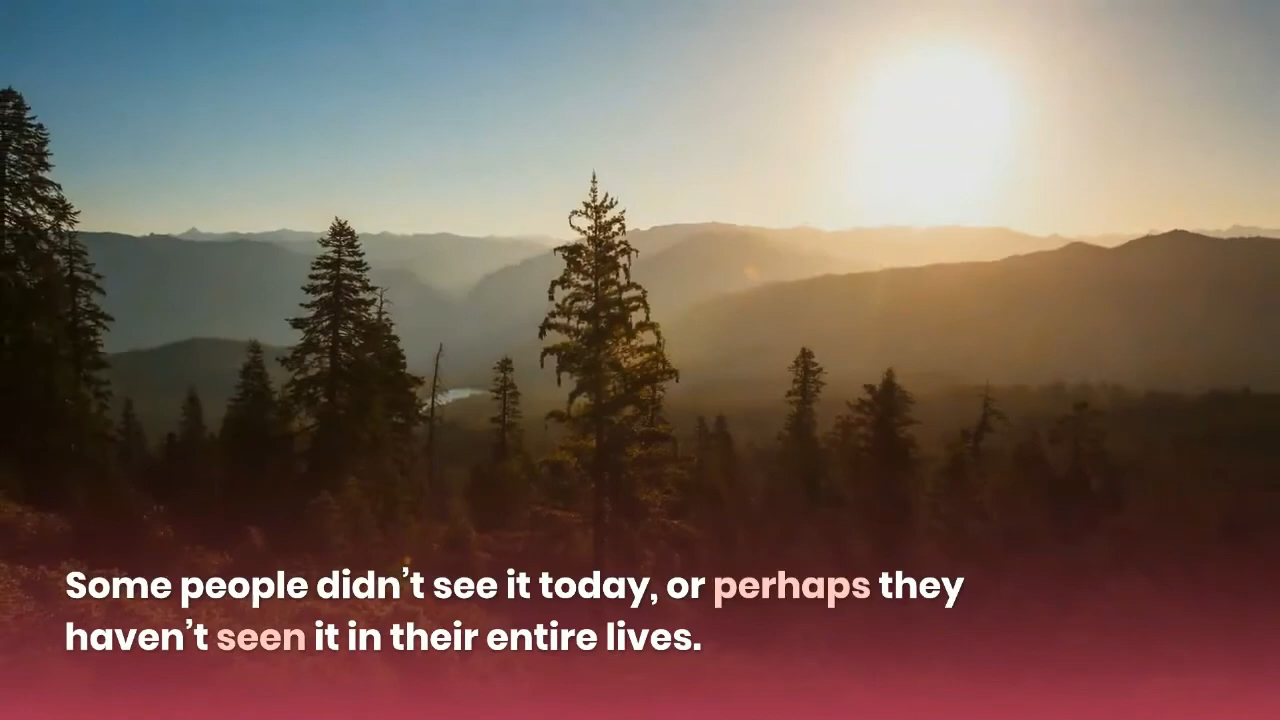 Some people didn’t see it today, or perhaps they
haven’t seen it in their entire lives.